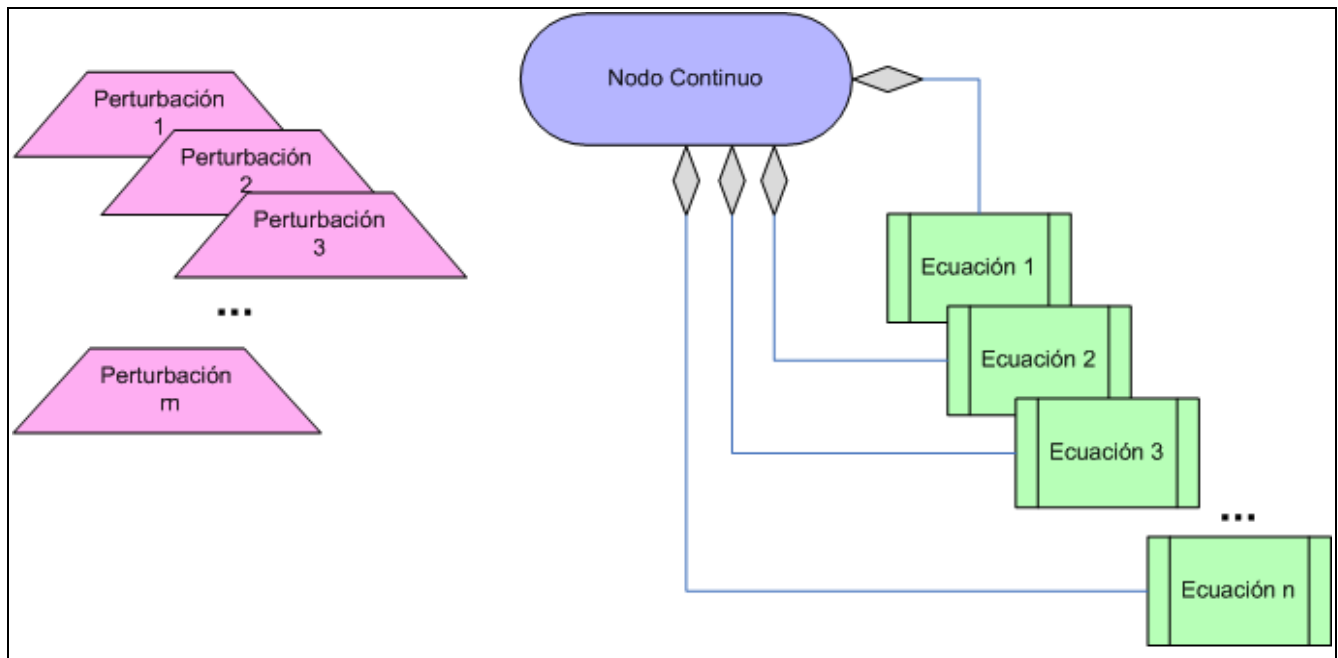 Perturbación
1
Perturbación
2
Perturbación
3
...
Perturbación
m
Nodo Continuo
Ecuación 1
Ecuación 2
Ecuación 3
...
Ecuación n